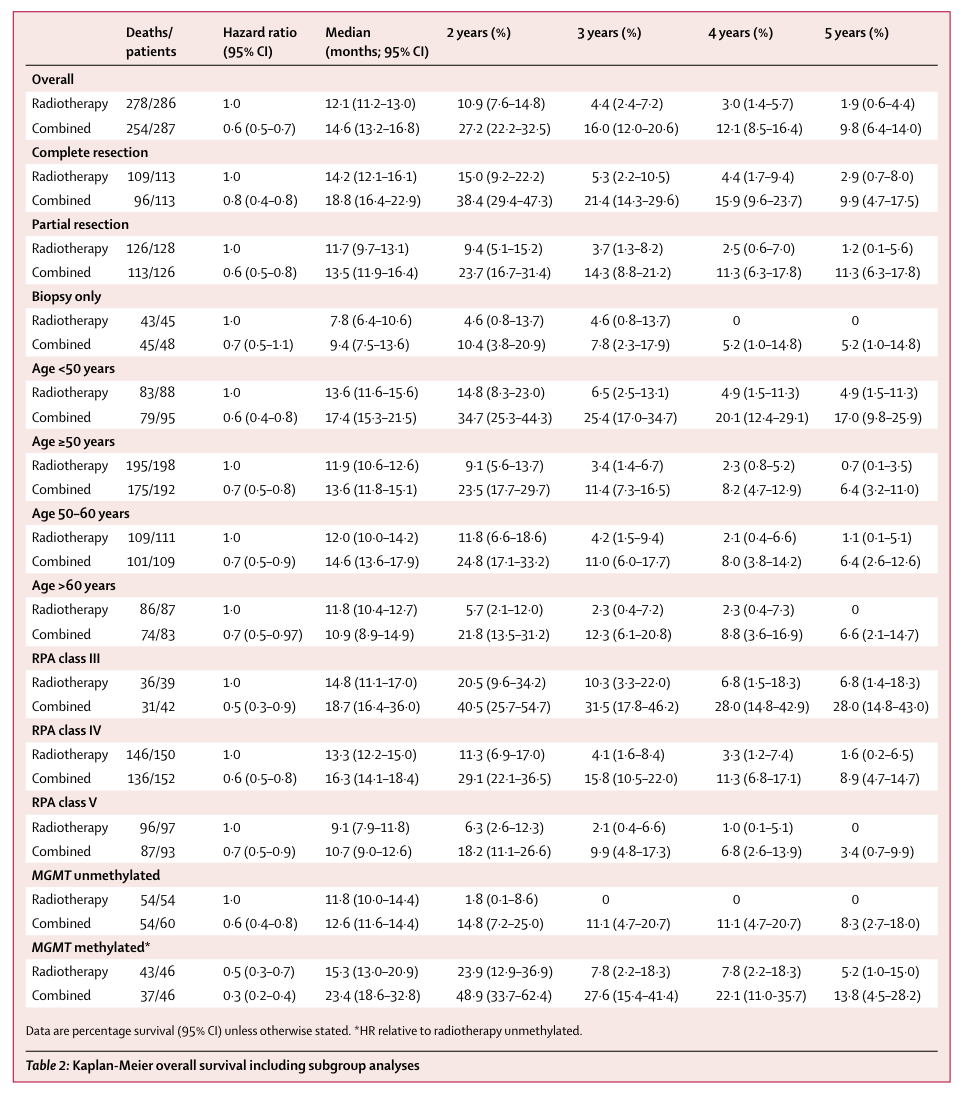 Deaths/ patients Hazard ratio (95% CI) Median (months; 95% CI) 2 years (%) 3 years (%) 4 years (%) 5 years (%)
Overall
Radiotherapy 278/286 1·0 12·1 (11·2–13·0) 10·9 (7·6–14·8) 4·4 (2·4–7·2) 3·0 (1·4–5·7) 1·9 (0·6–4·4)
Combined 254/287 0·6 (0·5–0·7) 14·6 (13·2–16·8) 27·2 (22·2–32·5) 16·0 (12·0–20·6) 12·1 (8·5–16·4) 9·8 (6·4–14·0)
Complete resection
Radiotherapy 109/113 1·0 14·2 (12·1–16·1) 15·0 (9·2–22·2) 5·3 (2·2–10·5) 4·4 (1·7–9·4) 2·9 (0·7–8·0)
Combined 96/113 0·8 (0·4–0·8) 18·8 (16·4–22·9) 38·4 (29·4–47·3) 21·4 (14·3–29·6) 15·9 (9·6–23·7) 9·9 (4·7–17·5)
Partial resection
Radiotherapy 126/128 1·0 11·7 (9·7–13·1) 9·4 (5·1–15·2) 3·7 (1·3–8·2) 2·5 (0·6–7·0) 1·2 (0·1–5·6)
Combined 113/126 0·6 (0·5–0·8) 13·5 (11·9–16·4) 23·7 (16·7–31·4) 14·3 (8·8–21·2) 11·3 (6·3–17·8) 11·3 (6·3–17·8)
Biopsy only
Radiotherapy 43/45 1·0 7·8 (6·4–10·6) 4·6 (0·8–13·7) 4·6 (0·8–13·7) 0 0
Combined 45/48 0·7 (0·5–1·1) 9·4 (7·5–13·6) 10·4 (3·8–20·9) 7·8 (2·3–17·9) 5·2 (1·0–14·8) 5·2 (1·0–14·8)
Age <50 years
Radiotherapy 83/88 1·0 13·6 (11·6–15·6) 14·8 (8·3–23·0) 6·5 (2·5–13·1) 4·9 (1·5–11·3) 4·9 (1·5–11·3)
Combined 79/95 0·6 (0·4–0·8) 17·4 (15·3–21·5) 34·7 (25·3–44·3) 25·4 (17·0–34·7) 20·1 (12·4–29·1) 17·0 (9·8–25·9)
Age ≥50 years
Radiotherapy 195/198 1·0 11·9 (10·6–12·6) 9·1 (5·6–13·7) 3·4 (1·4–6·7) 2·3 (0·8–5·2) 0·7 (0·1–3·5)
Combined 175/192 0·7 (0·5–0·8) 13·6 (11·8–15·1) 23·5 (17·7–29·7) 11·4 (7·3–16·5) 8·2 (4·7–12·9) 6·4 (3·2–11·0)
Age 50–60 years
Radiotherapy 109/111 1·0 12·0 (10·0–14·2) 11·8 (6·6–18·6) 4·2 (1·5–9·4) 2·1 (0·4–6·6) 1·1 (0·1–5·1)
Combined 101/109 0·7 (0·5–0·9) 14·6 (13·6–17·9) 24·8 (17·1–33·2) 11·0 (6·0–17·7) 8·0 (3·8–14·2) 6·4 (2·6–12·6)
Age >60 years
Radiotherapy 86/87 1·0 11·8 (10·4–12·7) 5·7 (2·1–12·0) 2·3 (0·4–7·2) 2·3 (0·4–7·3) 0
Combined 74/83 0·7 (0·5–0·97) 10·9 (8·9–14·9) 21·8 (13·5–31·2) 12·3 (6·1–20·8) 8·8 (3·6–16·9) 6·6 (2·1–14·7)
RPA class III
Radiotherapy 36/39 1·0 14·8 (11·1–17·0) 20·5 (9·6–34·2) 10·3 (3·3–22·0) 6·8 (1·5–18·3) 6·8 (1·4–18·3)
Combined 31/42 0·5 (0·3–0·9) 18·7 (16·4–36·0) 40·5 (25·7–54·7) 31·5 (17·8–46·2) 28·0 (14·8–42·9) 28·0 (14·8–43·0)
RPA class IV
Radiotherapy 146/150 1·0 13·3 (12·2–15·0) 11·3 (6·9–17·0) 4·1 (1·6–8·4) 3·3 (1·2–7·4) 1·6 (0·2–6·5)
Combined 136/152 0·6 (0·5–0·8) 16·3 (14·1–18·4) 29·1 (22·1–36·5) 15·8 (10·5–22·0) 11·3 (6·8–17·1) 8·9 (4·7–14·7)
RPA class V
Radiotherapy 96/97 1·0 9·1 (7·9–11·8) 6·3 (2·6–12·3) 2·1 (0·4–6·6) 1·0 (0·1–5·1) 0
Combined 87/93 0·7 (0·5–0·9) 10·7 (9·0–12·6) 18·2 (11·1–26·6) 9·9 (4·8–17·3) 6·8 (2·6–13·9) 3·4 (0·7–9·9)
MGMT unmethylated
Radiotherapy 54/54 1·0 11·8 (10·0–14·4) 1·8 (0·1–8·6) 0 0 0
Combined 54/60 0·6 (0·4–0·8) 12·6 (11·6–14·4) 14·8 (7·2–25·0) 11·1 (4·7–20·7) 11·1 (4·7–20·7) 8·3 (2·7–18·0)
MGMT methylated*
Radiotherapy 43/46 0·5 (0·3–0·7) 15·3 (13·0–20·9) 23·9 (12·9–36·9) 7·8 (2·2–18·3) 7·8 (2·2–18·3) 5·2 (1·0–15·0)
Combined 37/46 0·3 (0·2–0·4) 23·4 (18·6–32·8) 48·9 (33·7–62·4) 27·6 (15·4–41·4) 22·1 (11·0-35·7) 13·8 (4·5–28·2)
Data are percentage survival (95% CI) unless otherwise stated. *HR relative to radiotherapy unmethylated.
Table 2: Kaplan-Meier overall survival including subgroup analyses